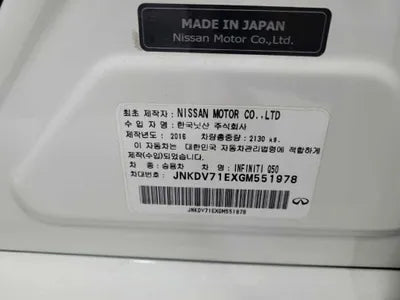 MADE IN JAPAN
Nissan Motor Co.,Ltd.
최초 제작자: NISSAN MOTOR CO.,LTD
수 입 자 명: 한국닛산 주식회사
제작년도: 2016 차량총중량: 2130 kg.
이 자동차는 대한민국 자동차관리법령에 적합하게
제작(수입)되었습니다.
차 종: 승용차 차 명: INFINITI Q50
차대번호: JNKDV71EXGM551978
JNKDV71EXGM551978